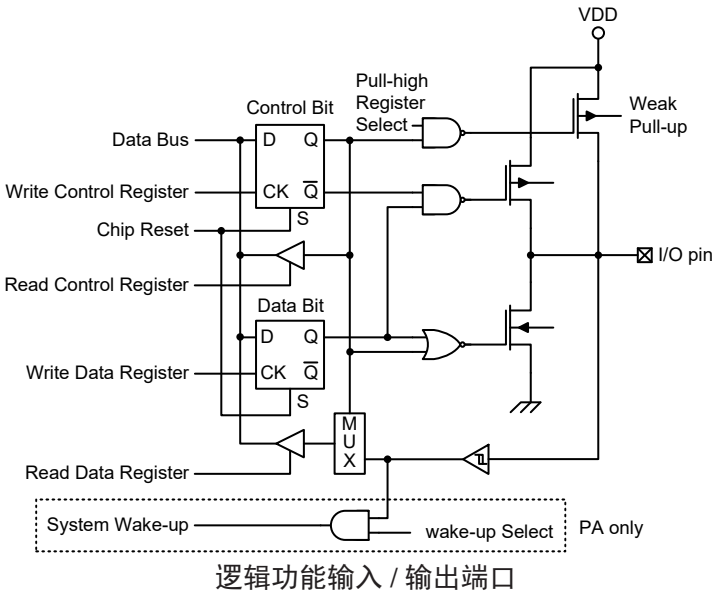 VDD
Pull-high
Register
Select
Weak
Pull-up
Control Bit
Data Bus
D
Q
Write Control Register
CK
Q̅
S
Chip Reset
I/O pin
Read Control Register
Data Bit
D
Q
Write Data Register
CK
Q̅
S
M
U
X
Read Data Register
System Wake-up
wake-up Select
PA only
逻辑功能输入 / 输出端口